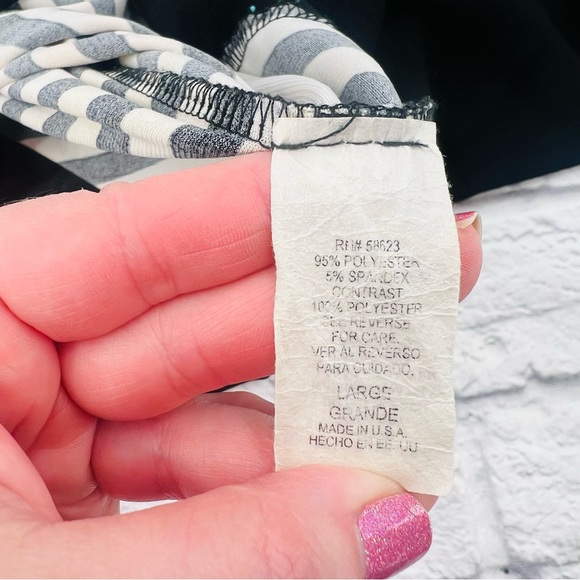 RN# 58623
95% POLYESTER
5% SPANDEX
CONTRAST
100% POLYESTER
SEE REVERSE
FOR CARE.
VER AL REVERSO
PARA CUIDADO.
LARGE
GRANDE
MADE IN U.S.A.
HECHO EN EE. UU